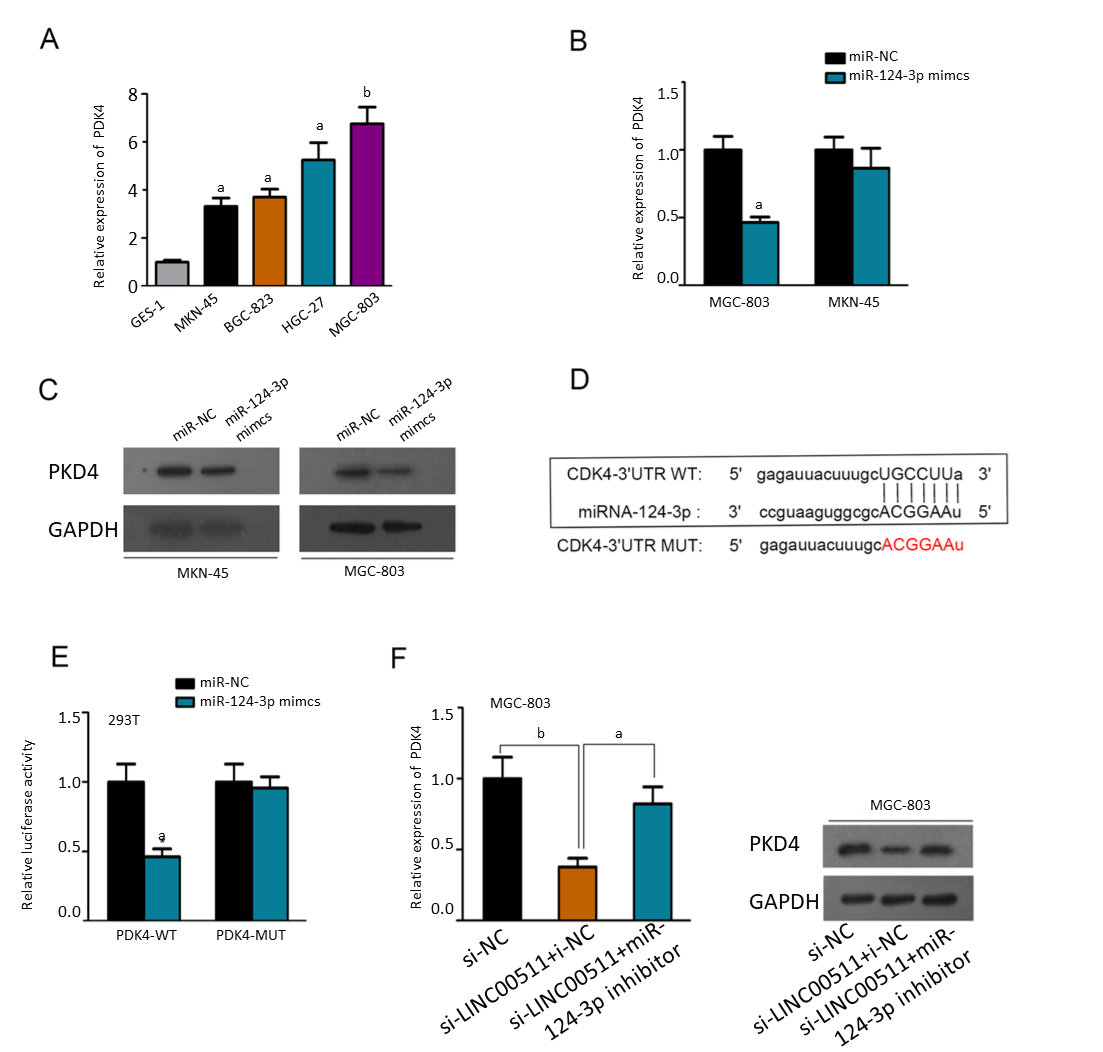 A
Relative expression of PDK4
8
6
4
2
0
a
a
a
b
GES-1
MKN-45
BGC-823
HGC-27
MGC-803
B
miR-NC
miR-124-3p mimcs
Relative expression of PDK4
1.5
1.0
0.5
0.0
a
MGC-803
MKN-45
C
miR-NC
miR-124-3p
mimcs
miR-NC
miR-124-3p
mimcs
PKD4
GAPDH
MKN-45
MGC-803
D
CDK4-3'UTR WT: 5' gagauuacuuugcUGCCUUa 3'
miRNA-124-3p : 3' ccguaaguggcgcACGGAAu 5'
CDK4-3'UTR MUT: 5' gagauuacuuugcACGGAAu
E
miR-NC
miR-124-3p mimcs
293T
Relative luciferase activity
1.5
1.0
0.5
0.0
a
*
PDK4-WT
PDK4-MUT
F
MGC-803
Relative expression of PDK4
1.5
1.0
0.5
0.0
b
a
si-NC
si-LINC00511+i-NC
si-LINC00511+miR-
124-3p inhibitor
MGC-803
PKD4
GAPDH
si-NC
si-LINC00511+i-NC
si-LINC00511+miR-
124-3p inhibitor